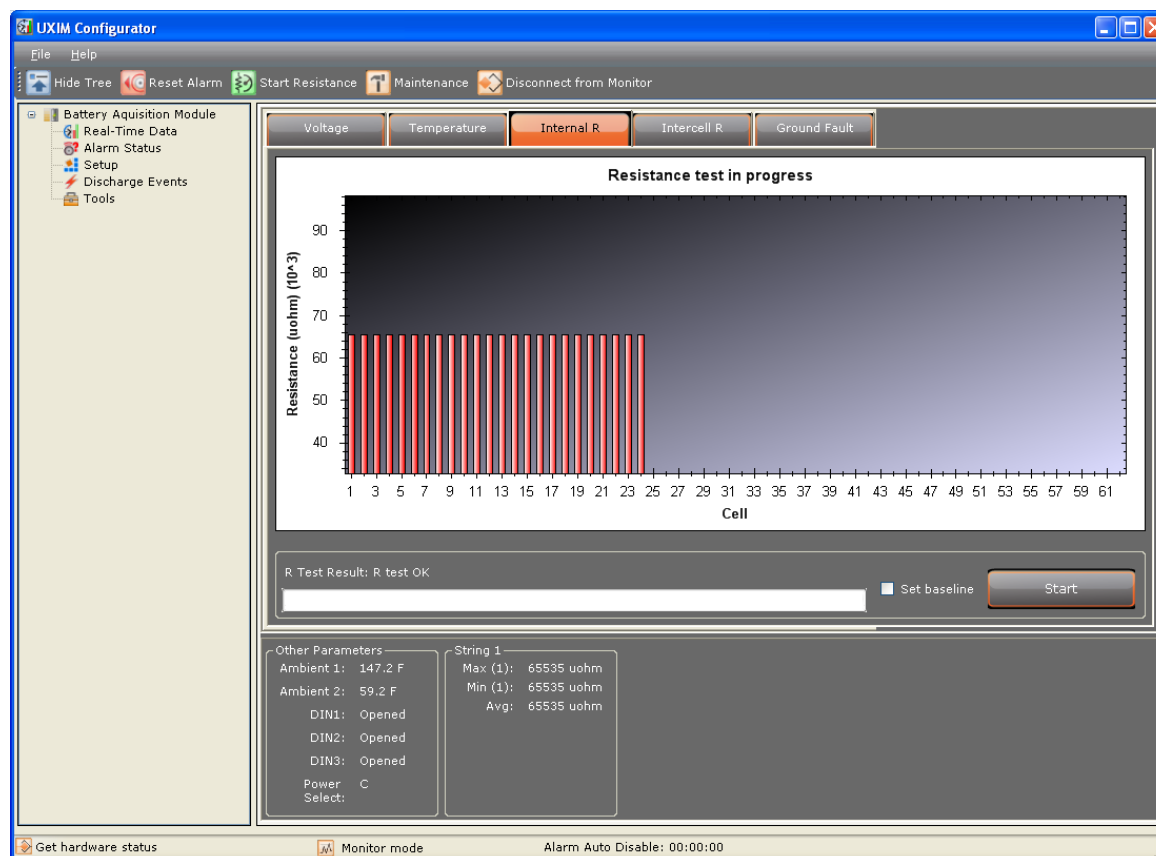 UXIM Configurator
File Help
Hide Tree Reset Alarm Start Resistance Maintenance Disconnect from Monitor
Battery Aquisition Module
Real-Time Data
Alarm Status
Setup
Discharge Events
Tools
Voltage Temperature Internal R Intercell R Ground Fault
Resistance test in progress
Resistance (uohm) (10^3)
90
80
70
60
50
40
1 3 5 7 9 11 13 15 17 19 21 23 25 27 29 31 33 35 37 39 41 43 45 47 49 51 53 55 57 59 61
Cell
R Test Result: R test OK
Set baseline Start
Other Parameters
Ambient 1: 147.2 F
Ambient 2: 59.2 F
DIN1: Opened
DIN2: Opened
DIN3: Opened
Power C
Select:
String 1
Max (1): 65535 uohm
Min (1): 65535 uohm
Avg: 65535 uohm
Get hardware status Monitor mode Alarm Auto Disable: 00:00:00